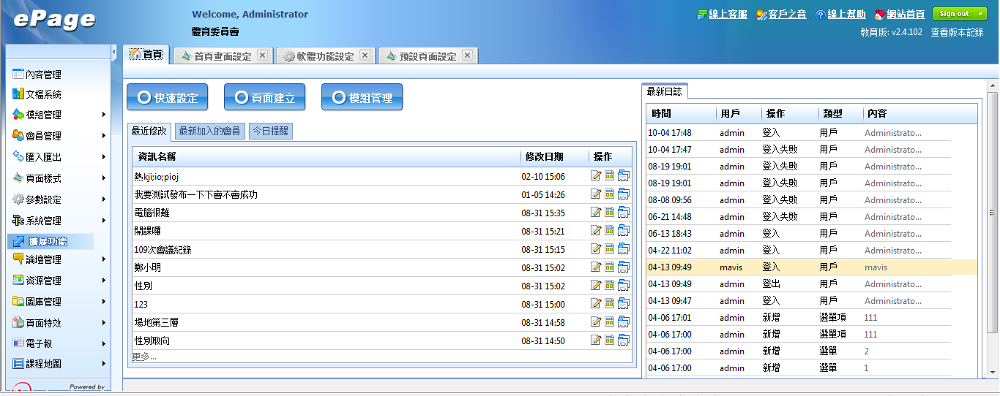 ePage
Welcome, Administrator
體育委員會
線上客服 客戶之音 線上幫助 網站首頁 Sign out
教育版: v2.4.102 查看版本記錄
首頁 首頁畫面設定 軟體功能設定 預設頁面設定
內容管理
文檔系統
模組管理
會員管理
匯入匯出
頁面樣式
參數設定
系統管理
擴展功能
論壇管理
資源管理
圖庫管理
頁面特效
電子報
課程地圖
Powered by
快速設定 頁面建立 模組管理
最近修改 最新加入的會員 今日提醒
資訊名稱 修改日期 操作
熱kji;io;pioj 02-10 15:06
我要測試發布一下下會不會成功 01-05 14:26
電腦很難 08-31 15:35
開課囉 08-31 15:21
109次會議紀錄 08-31 15:15
鄭小明 08-31 15:02
性別 08-31 15:02
123 08-31 15:00
場地第三層 08-31 14:58
性別取向 08-31 14:50
更多...
最新日誌
時間 用戶 操作 類型 內容
10-04 17:48 admin 登入 用戶 Administrato...
10-04 17:47 admin 登入失敗 用戶 Administrato...
08-19 19:01 admin 登入失敗 用戶 Administrato...
08-19 19:01 admin 登入失敗 用戶 Administrato...
08-08 09:56 admin 登入失敗 用戶 Administrato...
06-21 14:48 admin 登入失敗 用戶 Administrato...
06-13 18:43 admin 登入 用戶 Administrato...
04-22 11:02 admin 登入 用戶 Administrato...
04-13 09:49 mavis 登入 用戶 mavis
04-13 09:49 admin 登出 用戶 Administrato...
04-13 09:47 admin 登入 用戶 Administrato...
04-06 17:01 admin 新增 選單項 111
04-06 17:00 admin 新增 選單項 111
04-06 17:00 admin 新增 選單 2
04-06 17:00 admin 新增 選單 1